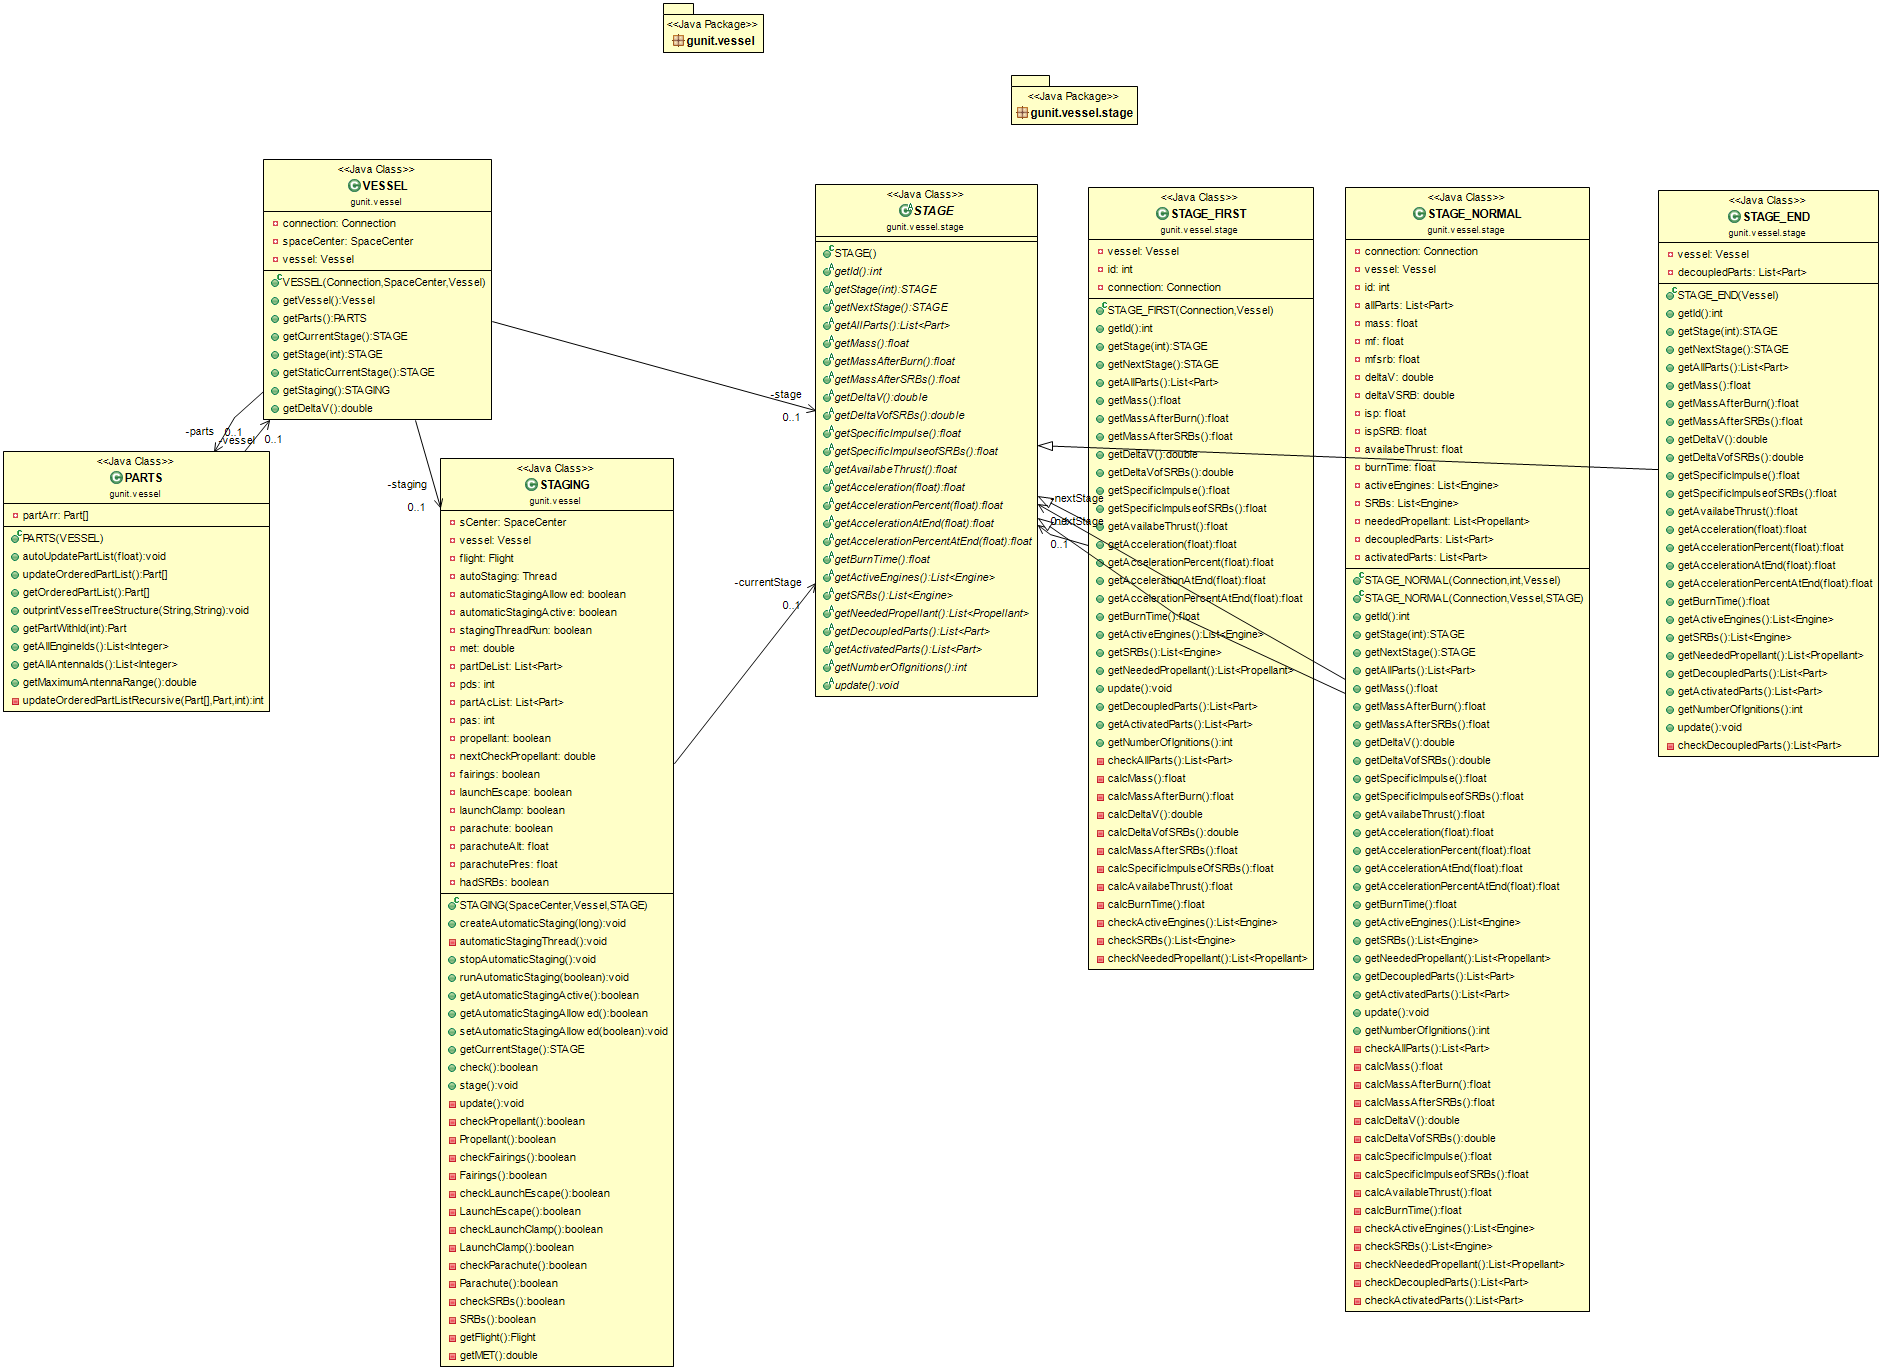 <<Java Package>>
gunit.vessel
<<Java Package>>
gunit.vessel.stage
<<Java Class>>
VESSEL
gunit.vessel
connection: Connection
spaceCenter: SpaceCenter
vessel: Vessel
VESSEL(Connection,SpaceCenter,Vessel)
getVessel():Vessel
getParts():PARTS
getCurrentStage():STAGE
getStage(int):STAGE
getStaticCurrentStage():STAGE
getStaging():STAGING
getDeltaV():double
-parts
0..1
-vessel
0..1
<<Java Class>>
PARTS
gunit.vessel
partArr: Part[]
PARTS(VESSEL)
autoUpdatePartList(float):void
updateOrderedPartList():Part[]
getOrderedPartList():Part[]
outprintVesselTreeStructure(String,String):void
getPartWithId(int):Part
getAllEngineIds():List<Integer>
getAllAntennaIds():List<Integer>
getMaximumAntennaRange():double
updateOrderedPartListRecursive(Part[],Part,int):int
-staging
0..1
<<Java Class>>
STAGING
gunit.vessel
sCenter: SpaceCenter
vessel: Vessel
flight: Flight
autoStaging: Thread
automaticStagingAllowed: boolean
automaticStagingActive: boolean
stagingThreadRun: boolean
met: double
partDeList: List<Part>
pds: int
partAcList: List<Part>
pas: int
propellant: boolean
nextCheckPropellant: double
fairings: boolean
launchEscape: boolean
launchClamp: boolean
parachute: boolean
parachuteAlt: float
parachutePres: float
hadSRBs: boolean
STAGING(SpaceCenter,Vessel,STAGE)
createAutomaticStaging(long):void
automaticStagingThread():void
stopAutomaticStaging():void
runAutomaticStaging(boolean):void
getAutomaticStagingActive():boolean
getAutomaticStagingAllowed():boolean
setAutomaticStagingAllowed(boolean):void
getCurrentStage():STAGE
check():boolean
stage():void
update():void
checkPropellant():boolean
Propellant():boolean
checkFairings():boolean
Fairings():boolean
checkLaunchEscape():boolean
LaunchEscape():boolean
checkLaunchClamp():boolean
LaunchClamp():boolean
checkParachute():boolean
Parachute():boolean
checkSRBs():boolean
SRBs():boolean
getFlight():Flight
getMET():double
-stage
0..1
-currentStage
0..1
<<Java Class>>
STAGE
gunit.vessel.stage
STAGE()
getId():int
getStage(int):STAGE
getNextStage():STAGE
getAllParts():List<Part>
getMass():float
getMassAfterBurn():float
getMassAfterSRBs():float
getDeltaV():double
getDeltaVofSRBs():double
getSpecificImpulse():float
getSpecificImpulseofSRBs():float
getAvailabeThrust():float
getAcceleration(float):float
getAccelerationPercent(float):float
getAccelerationAtEnd(float):float
getAccelerationPercentAtEnd(float):float
getBurnTime():float
getActiveEngines():List<Engine>
getSRBs():List<Engine>
getNeededPropellant():List<Propellant>
getDecoupledParts():List<Part>
getActivatedParts():List<Part>
getNumberOfIgnitions():int
update():void
-nextStage
-nextStage
0..1
<<Java Class>>
STAGE_FIRST
gunit.vessel.stage
vessel: Vessel
id: int
connection: Connection
STAGE_FIRST(Connection,Vessel)
getId():int
getStage(int):STAGE
getNextStage():STAGE
getAllParts():List<Part>
getMass():float
getMassAfterBurn():float
getMassAfterSRBs():float
getDeltaV():double
getDeltaVofSRBs():double
getSpecificImpulse():float
getSpecificImpulseofSRBs():float
getAvailabeThrust():float
getAcceleration(float):float
getAccelerationPercent(float):float
getAccelerationAtEnd(float):float
getAccelerationPercentAtEnd(float):float
getBurnTime():float
getActiveEngines():List<Engine>
getSRBs():List<Engine>
getNeededPropellant():List<Propellant>
update():void
getDecoupledParts():List<Part>
getActivatedParts():List<Part>
getNumberOfIgnitions():int
checkAllParts():List<Part>
calcMass():float
calcMassAfterBurn():float
calcDeltaV():double
calcDeltaVofSRBs():double
calcMassAfterSRBs():float
calcSpecificImpulseOfSRBs():float
calcAvailabeThrust():float
calcBurnTime():float
checkActiveEngines():List<Engine>
checkSRBs():List<Engine>
checkNeededPropellant():List<Propellant>
<<Java Class>>
STAGE_NORMAL
gunit.vessel.stage
connection: Connection
vessel: Vessel
id: int
allParts: List<Part>
mass: float
mf: float
mfsrb: float
deltaV: double
deltaVSRB: double
isp: float
ispSRB: float
availabeThrust: float
burnTime: float
activeEngines: List<Engine>
SRBs: List<Engine>
neededPropellant: List<Propellant>
decoupledParts: List<Part>
activatedParts: List<Part>
STAGE_NORMAL(Connection,int,Vessel)
STAGE_NORMAL(Connection,Vessel,STAGE)
getId():int
getStage(int):STAGE
getNextStage():STAGE
getAllParts():List<Part>
getMass():float
getMassAfterBurn():float
getMassAfterSRBs():float
getDeltaV():double
getDeltaVofSRBs():double
getSpecificImpulse():float
getSpecificImpulseofSRBs():float
getAvailabeThrust():float
getAcceleration(float):float
getAccelerationPercent(float):float
getAccelerationAtEnd(float):float
getAccelerationPercentAtEnd(float):float
getBurnTime():float
getActiveEngines():List<Engine>
getSRBs():List<Engine>
getNeededPropellant():List<Propellant>
getDecoupledParts():List<Part>
getActivatedParts():List<Part>
update():void
getNumberOfIgnitions():int
checkAllParts():List<Part>
calcMass():float
calcMassAfterBurn():float
calcMassAfterSRBs():float
calcDeltaV():double
calcDeltaVofSRBs():double
calcSpecificImpulse():float
calcSpecificImpulseofSRBs():float
calcAvailableThrust():float
calcBurnTime():float
checkActiveEngines():List<Engine>
checkSRBs():List<Engine>
checkNeededPropellant():List<Propellant>
checkDecoupledParts():List<Part>
checkActivatedParts():List<Part>
<<Java Class>>
STAGE_END
gunit.vessel.stage
vessel: Vessel
decoupledParts: List<Part>
STAGE_END(Vessel)
getId():int
getStage(int):STAGE
getNextStage():STAGE
getAllParts():List<Part>
getMass():float
getMassAfterBurn():float
getMassAfterSRBs():float
getDeltaV():double
getDeltaVofSRBs():double
getSpecificImpulse():float
getSpecificImpulseofSRBs():float
getAvailabeThrust():float
getAcceleration(float):float
getAccelerationPercent(float):float
getAccelerationAtEnd(float):float
getAccelerationPercentAtEnd(float):float
getBurnTime():float
getActiveEngines():List<Engine>
getSRBs():List<Engine>
getNeededPropellant():List<Propellant>
getDecoupledParts():List<Part>
getActivatedParts():List<Part>
getNumberOfIgnitions():int
update():void
checkDecoupledParts():List<Part>